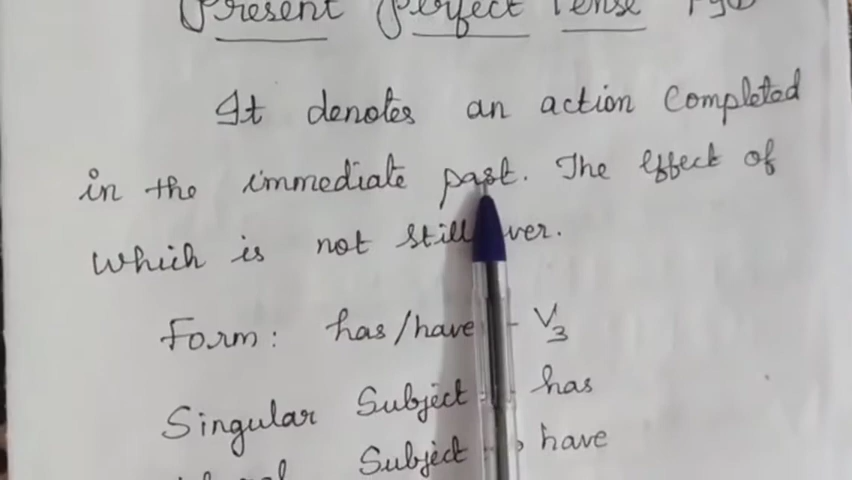 Present Perfect Tense
It denotes an action Completed
in the immediate past. The effect of
Which is not still over.
Form: has/have - V3
Singular Subject - has
Subject → have